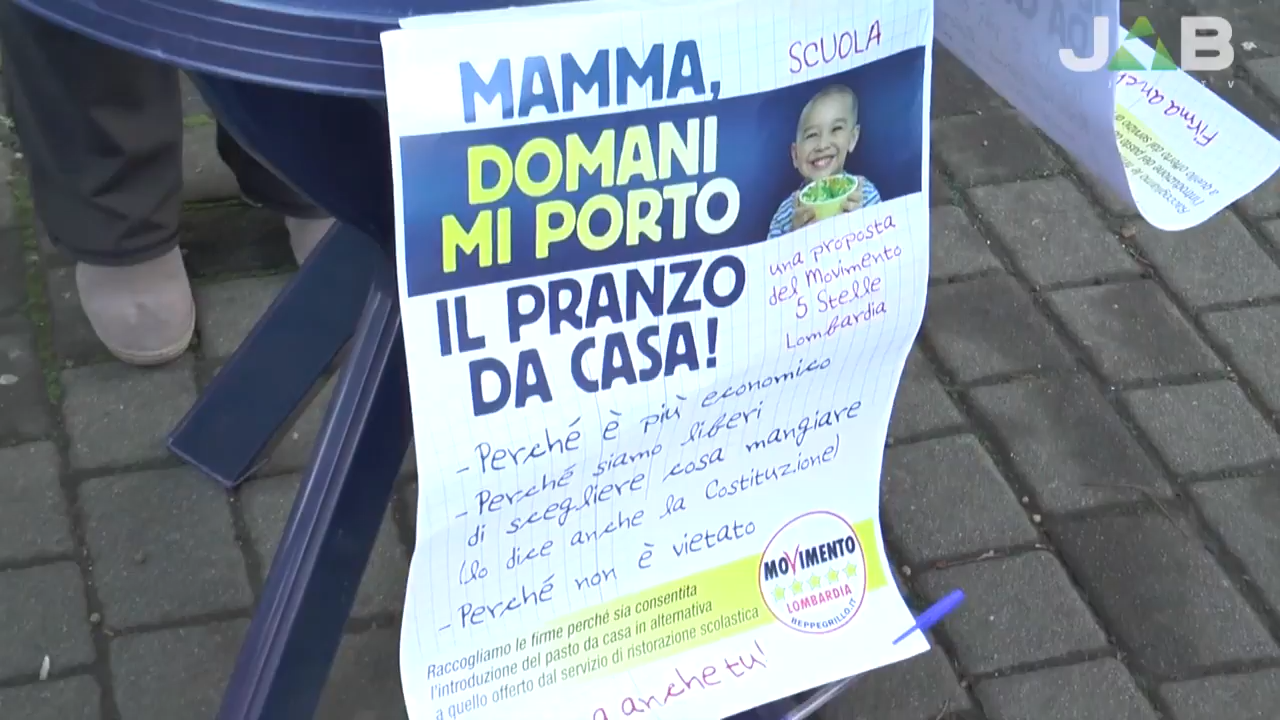 JAB
SCUOLA
MAMMA,
DOMANI
MI PORTO
IL PRANZO
DA CASA!
una proposta
del Movimento
5 Stelle
Lombardia
- Perché è più economico
- Perché siamo liberi
di scegliere cosa mangiare
(lo dice anche la Costituzione)
- Perché non è vietato
MOVIMENTO
LOMBARDIA
BEPPEGRILLO.IT
Raccogliamo le firme perché sia consentita
l'introduzione del pasto da casa in alternativa
a quello offerto dal servizio di ristorazione scolastica
anche tu!
Firma anch